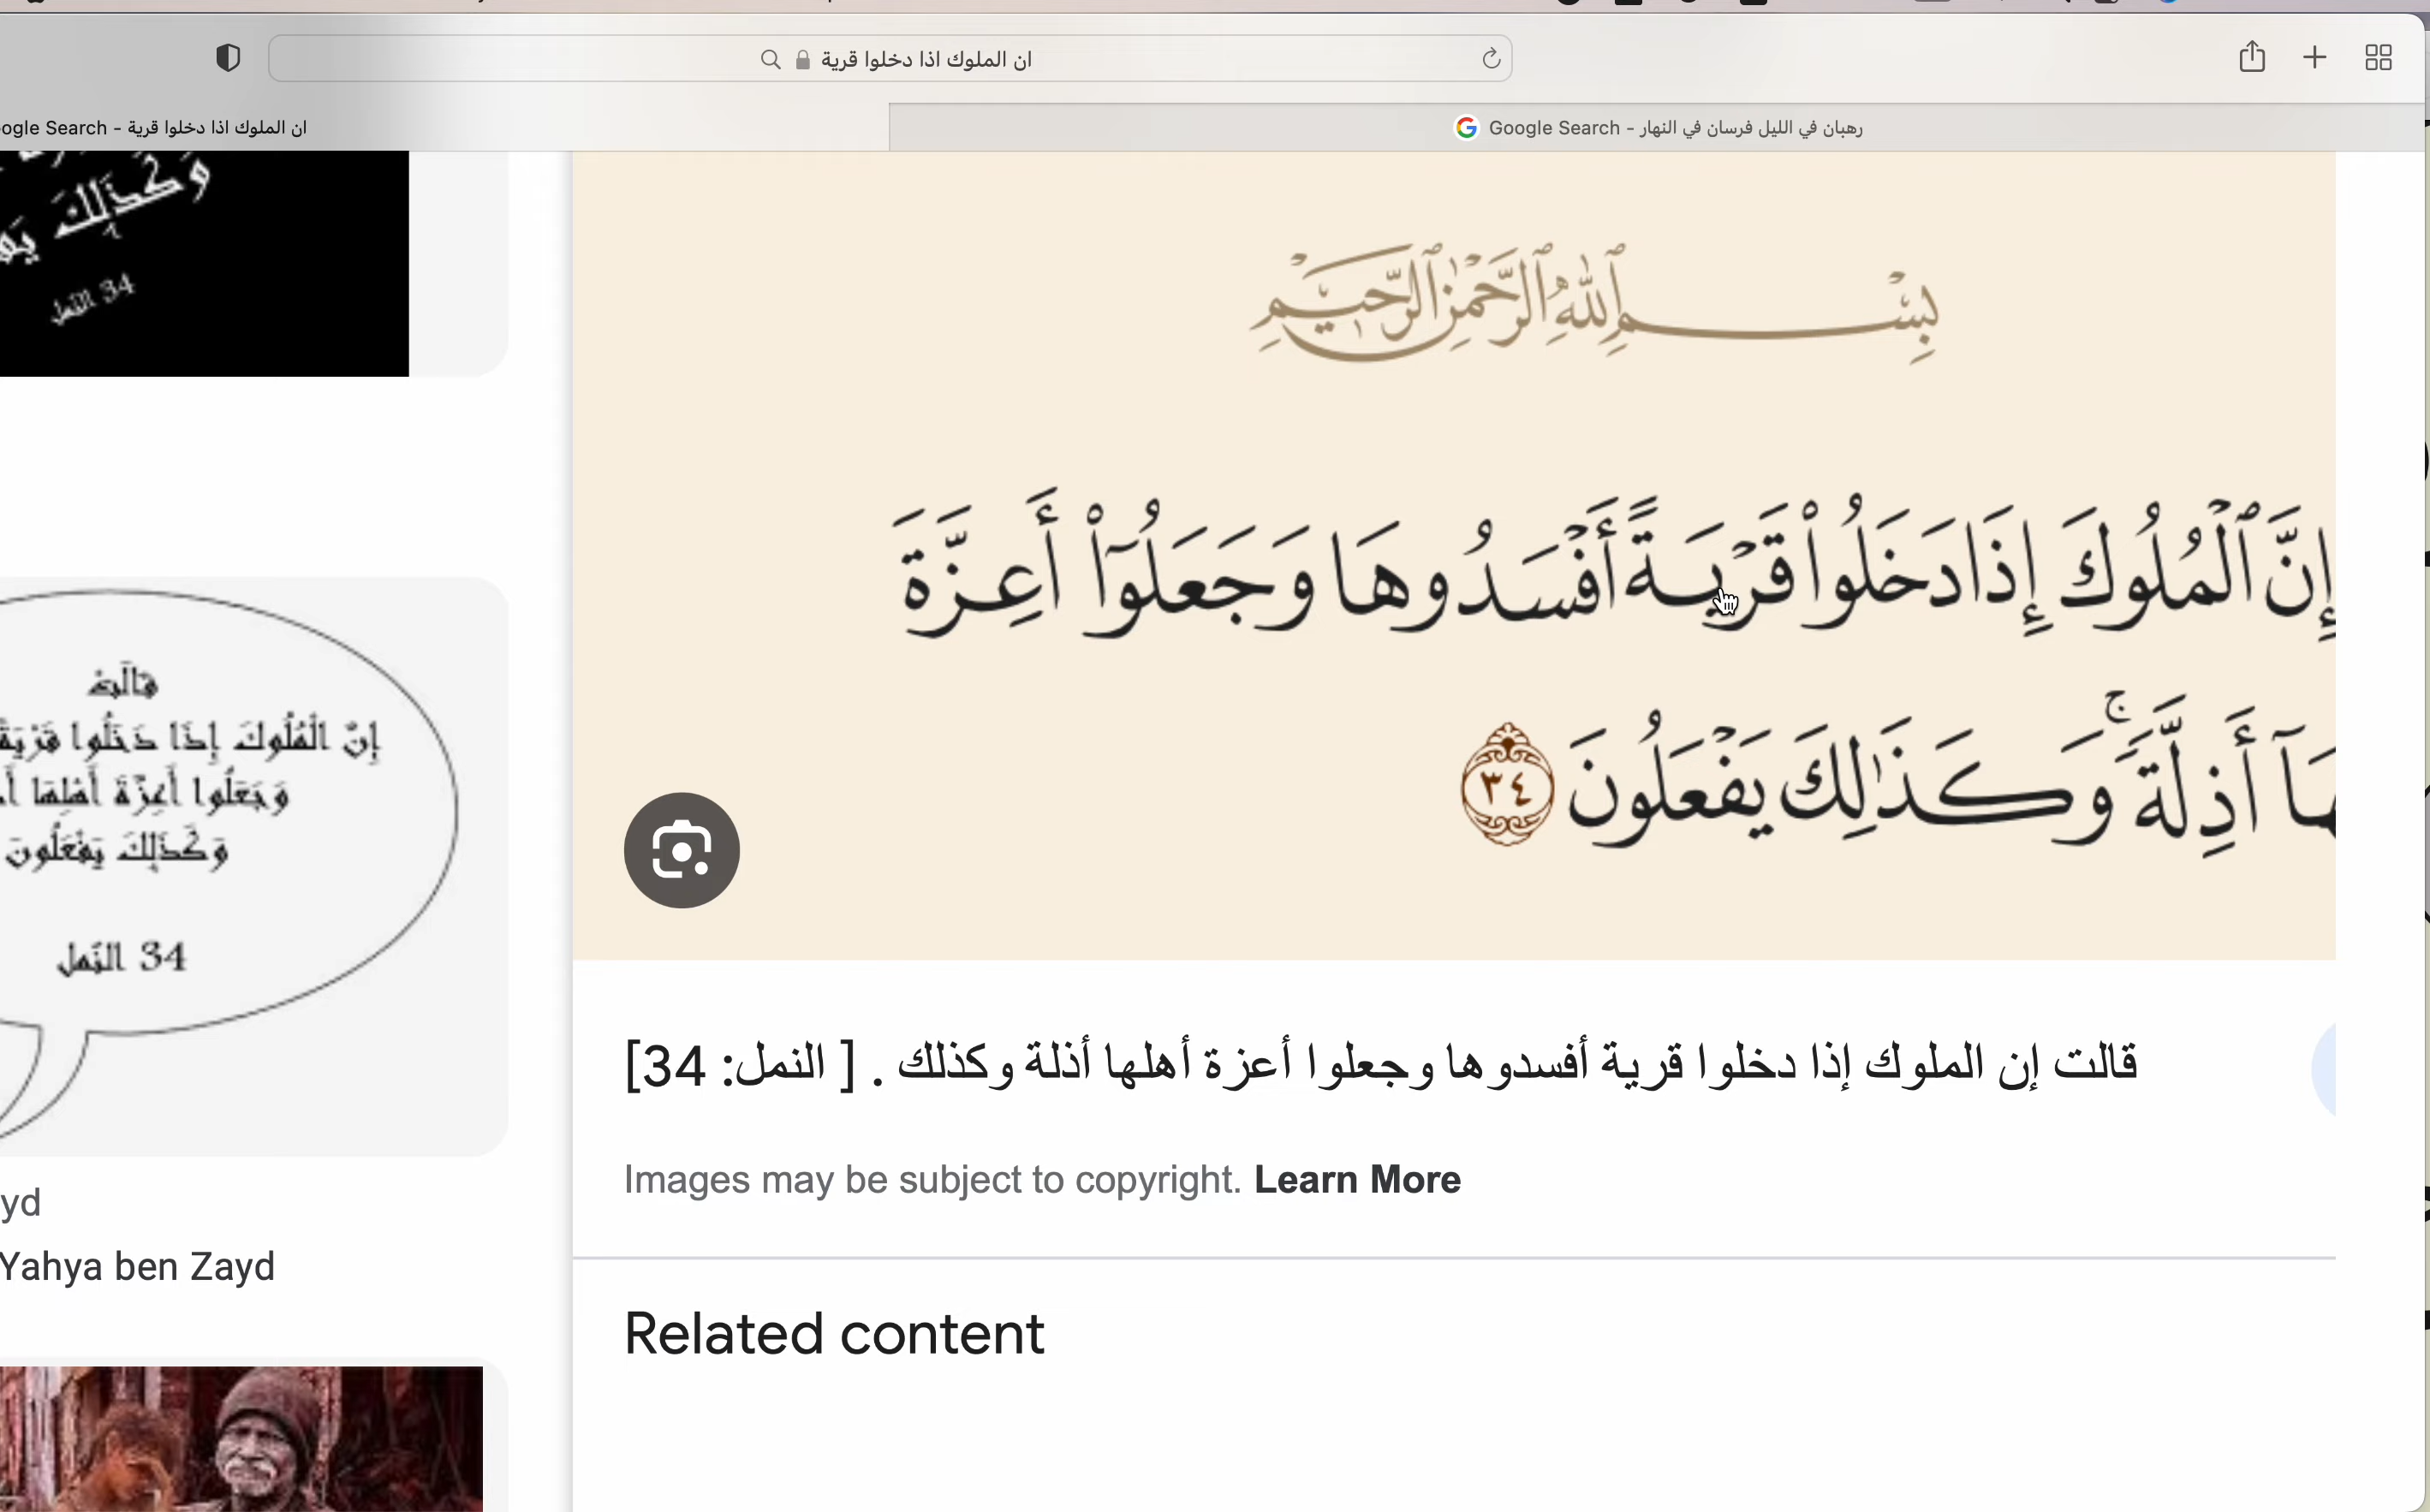 ان الملوك اذا دخلوا قرية
ogle Search - ان الملوك اذا دخلوا قرية
Google Search - رهبان في الليل فرسان في النهار
وَكَذَٰلِكَ
34 النمل
قَالَتْ
إِنَّ الْمُلُوكَ إِذَا دَخَلُوا قَرْيَة
وَجَعَلُوا أَعِزَّةَ أَهْلِهَا أَ
وَكَذَٰلِكَ يَفْعَلُونَ
34 النّمل
yd
Yahya ben Zayd
بِسْمِ ٱللَّهِ ٱلرَّحْمَٰنِ ٱلرَّحِيمِ
إِنَّ ٱلْمُلُوكَ إِذَا دَخَلُوا۟ قَرْيَةً أَفْسَدُوهَا وَجَعَلُوٓا۟ أَعِزَّةَ
هَآ أَذِلَّةً ۚ وَكَذَٰلِكَ يَفْعَلُونَ ٣٤
قالت إن الملوك إذا دخلوا قرية أفسدوها وجعلوا أعزة أهلها أذلة وكذلك . [ النمل: 34]
Images may be subject to copyright. Learn More
Related content